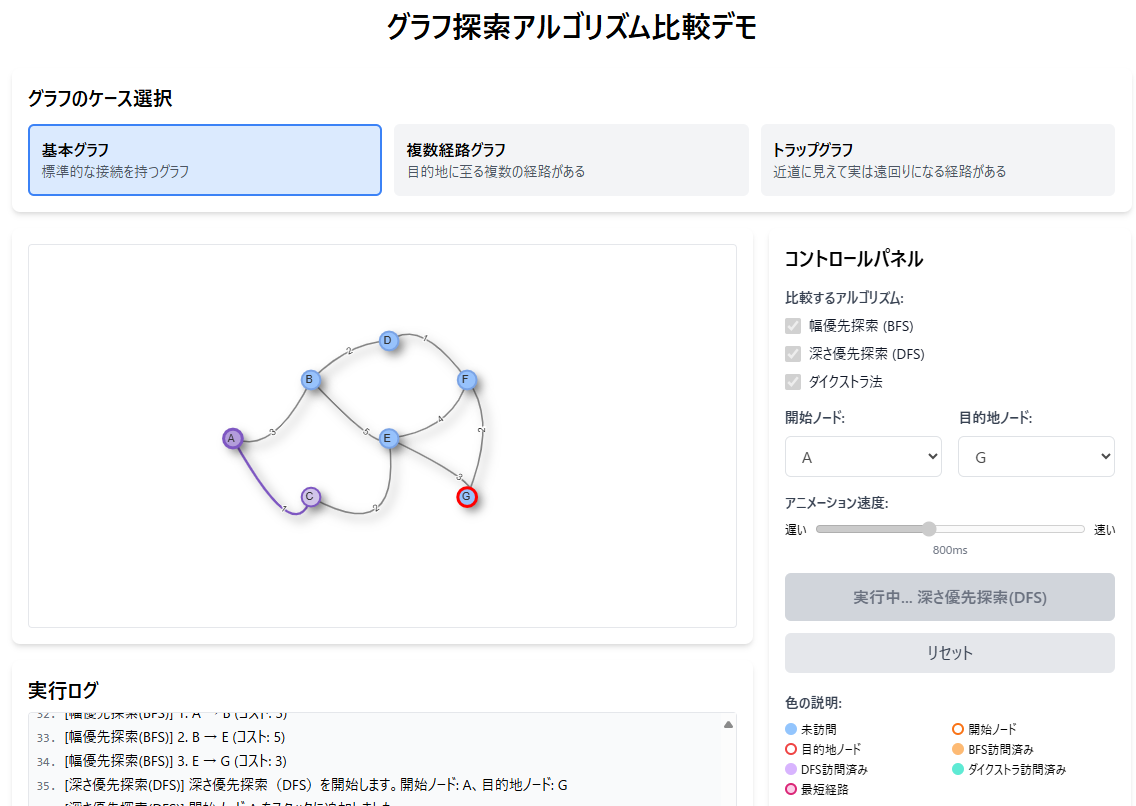 グラフ探索アルゴリズム比較デモ
グラフのケース選択
基本グラフ
標準的な接続を持つグラフ
複数経路グラフ
目的地に至る複数の経路がある
トラップグラフ
近道に見えて実は遠回りになる経路がある
D
1
2
B
F
3
5
4
2
A
E
3
C
G
1
2
コントロールパネル
比較するアルゴリズム:
幅優先探索 (BFS)
深さ優先探索 (DFS)
ダイクストラ法
開始ノード: 目的地ノード:
A G
アニメーション速度:
遅い 速い
800ms
実行中... 深さ優先探索(DFS)
リセット
色の説明:
未訪問 開始ノード
目的地ノード BFS訪問済み
DFS訪問済み ダイクストラ訪問済み
最短経路
実行ログ
32. [幅優先探索(BFS)] 1. A → B (コスト: 3)
33. [幅優先探索(BFS)] 2. B → E (コスト: 5)
34. [幅優先探索(BFS)] 3. E → G (コスト: 3)
35. [深さ優先探索(DFS)] 深さ優先探索（DFS）を開始します。開始ノード: A、目的地ノード: G